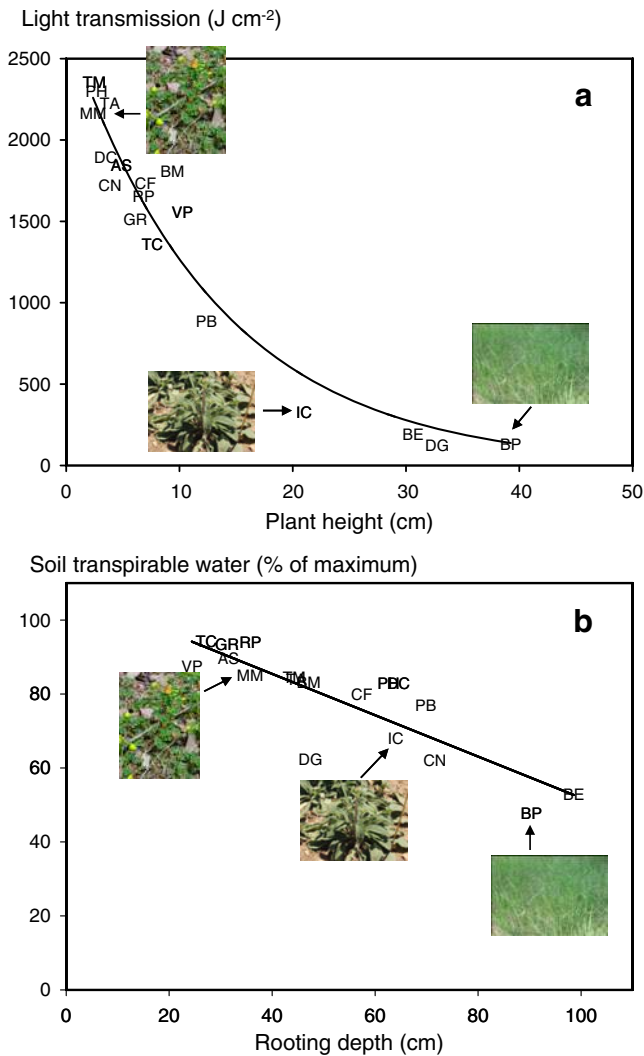 Light transmission (J cm-2)
2500
a
TM
PH
TA
MM
2000
DC
AS
BM
CN
CF
RP
VP
1500
GR
TC
1000
PB
500
IC
BE
DG
BP
0
0 10 20 30 40 50
Plant height (cm)
Soil transpirable water (% of maximum)
100
b
TC
GR
RP
AS
VP
MM
TM
BM
PH
DC
80
CF
PB
IC
DG
CN
60
BE
BP
40
20
0
0 20 40 60 80 100
Rooting depth (cm)